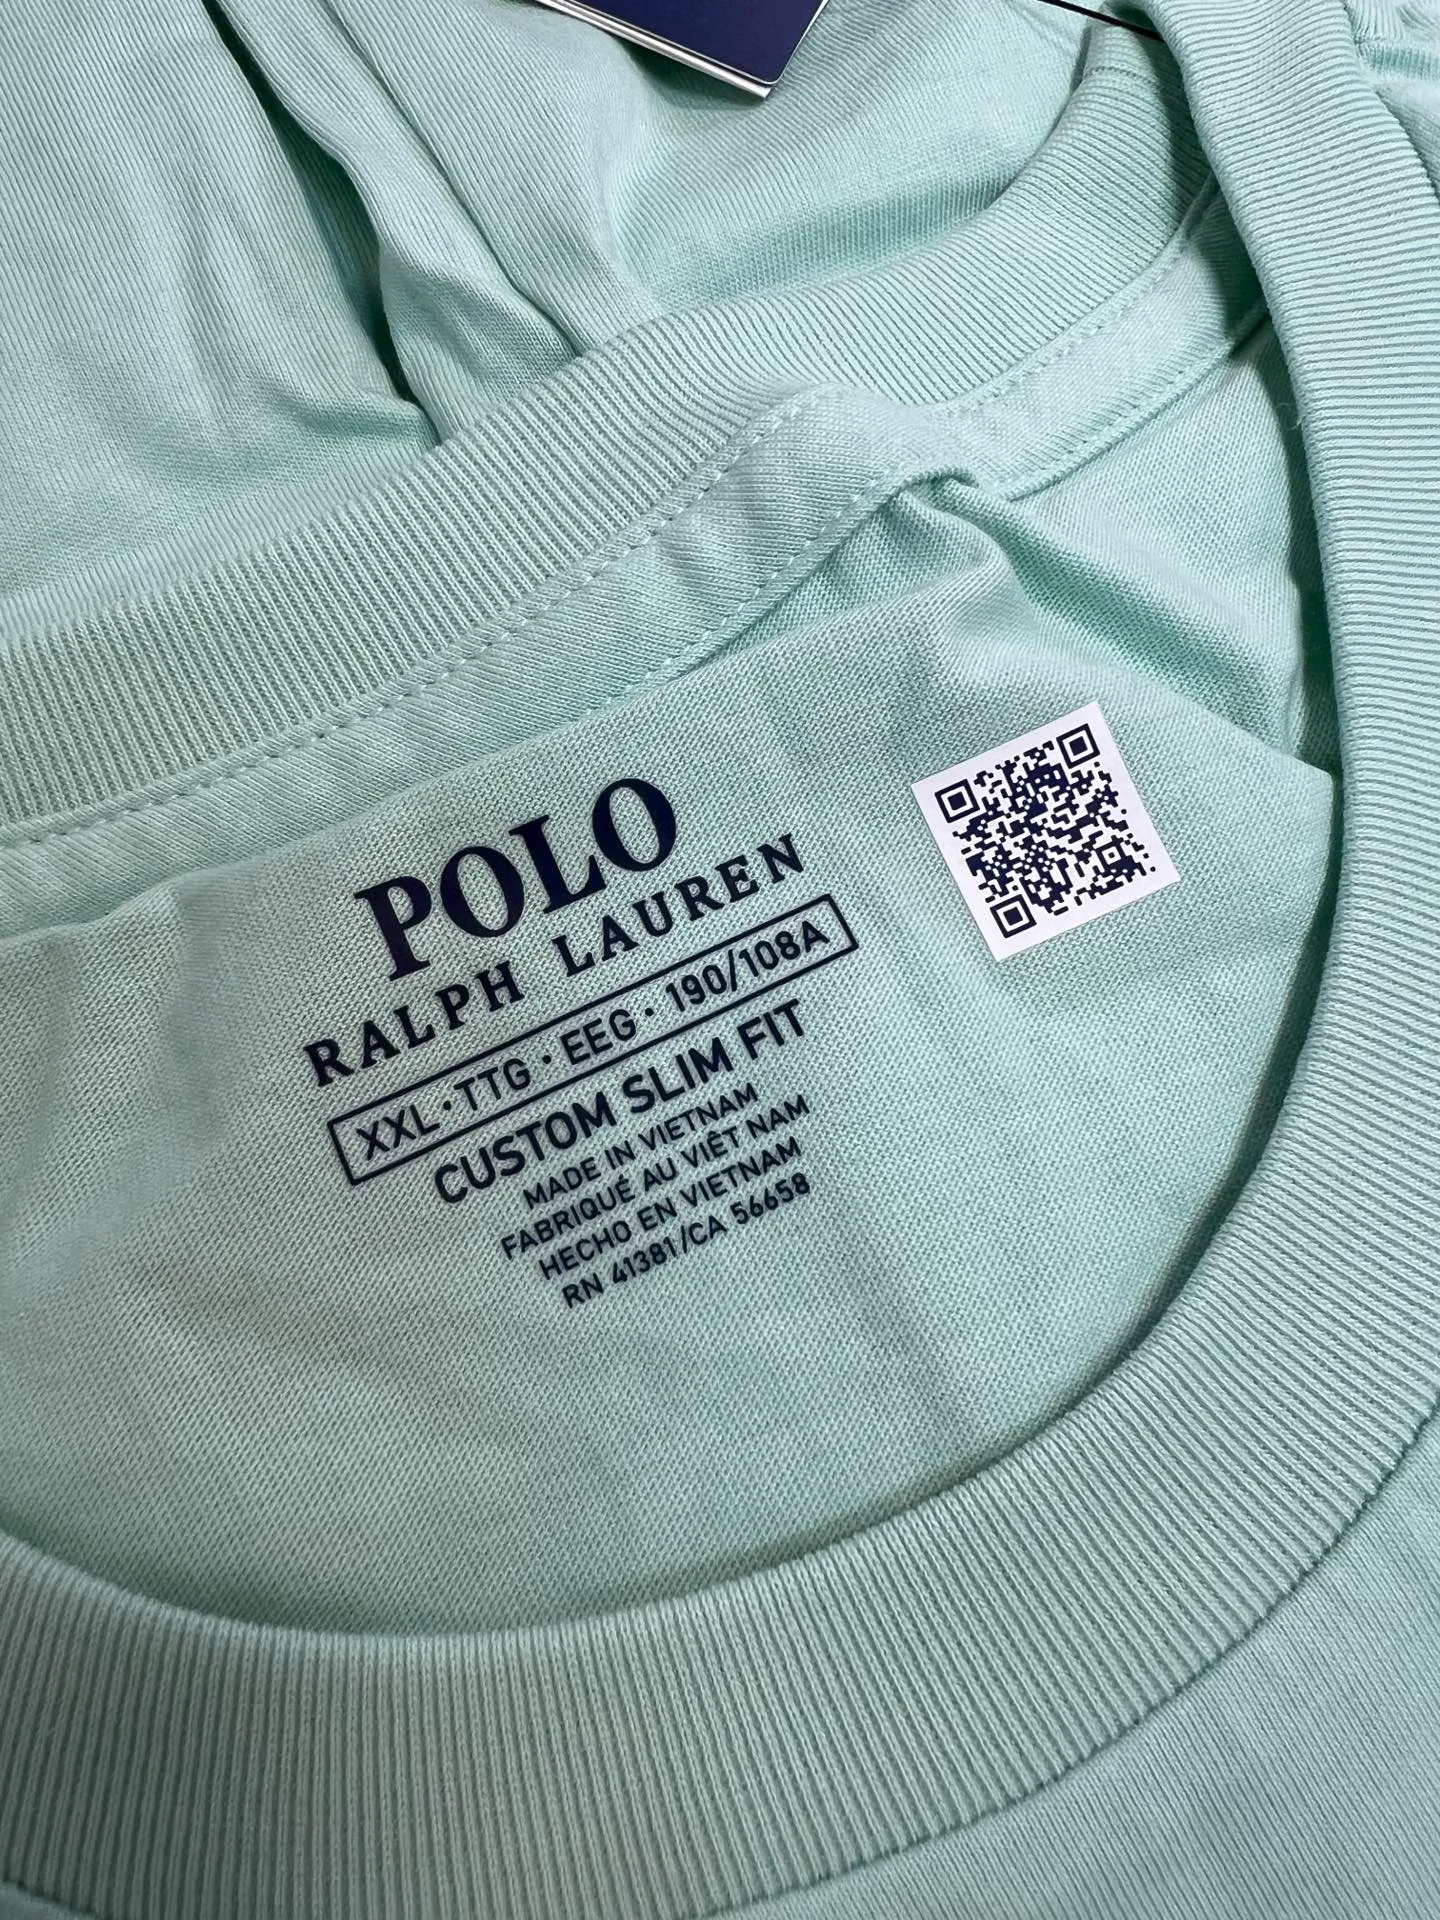 POLO
RALPH LAUREN
XXL • TTG • EEG • 190/108A
CUSTOM SLIM FIT
MADE IN VIETNAM
FABRIQUÉ AU VIÊT NAM
HECHO EN VIETNAM
RN 41381/CA 56658